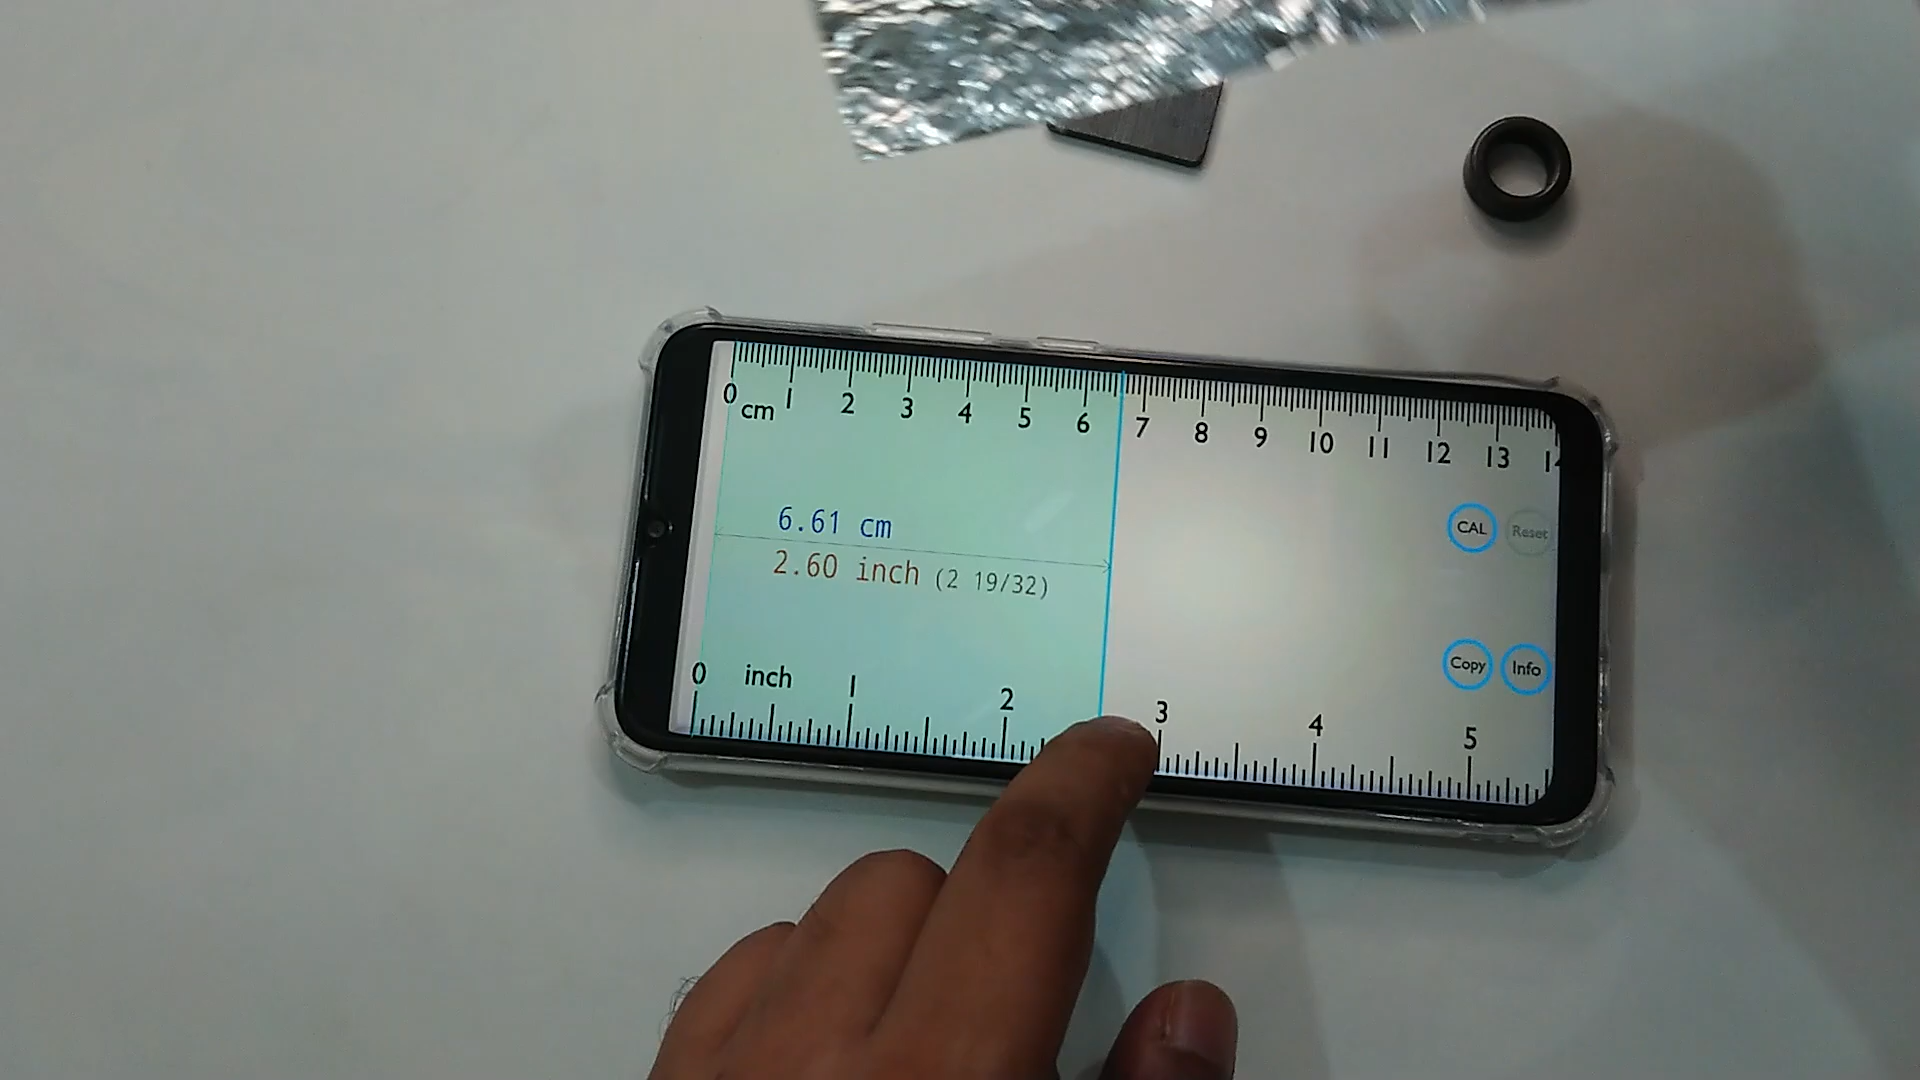 0 1 2 3 4 5 6 7 8 9 10 11 12 13 14
cm
6.61 cm
2.60 inch (2 19/32)
CAL Reset
Copy Info
inch
0 1 2 3 4 5